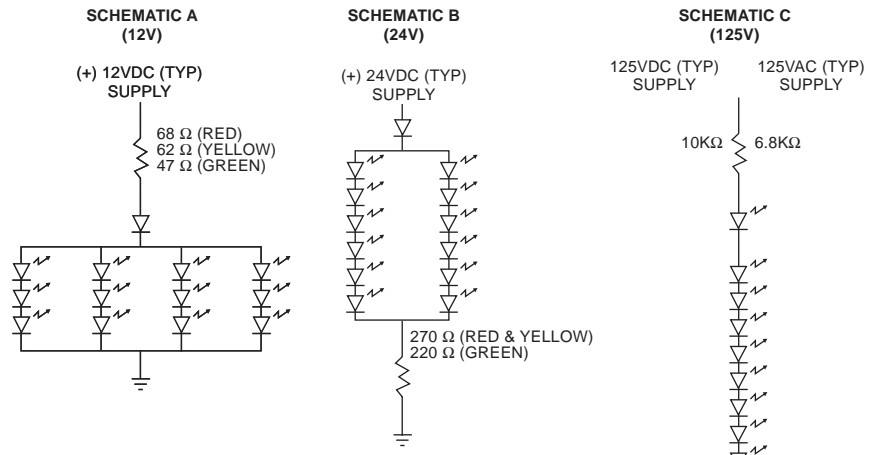 SCHEMATIC A
(12V)
(+) 12VDC (TYP)
SUPPLY
68 Ω (RED)
62 Ω (YELLOW)
47 Ω (GREEN)
SCHEMATIC B
(24V)
(+) 24VDC (TYP)
SUPPLY
270 Ω (RED & YELLOW)
220 Ω (GREEN)
SCHEMATIC C
(125V)
125VDC (TYP)
SUPPLY
125VAC (TYP)
SUPPLY
10KΩ
6.8KΩ